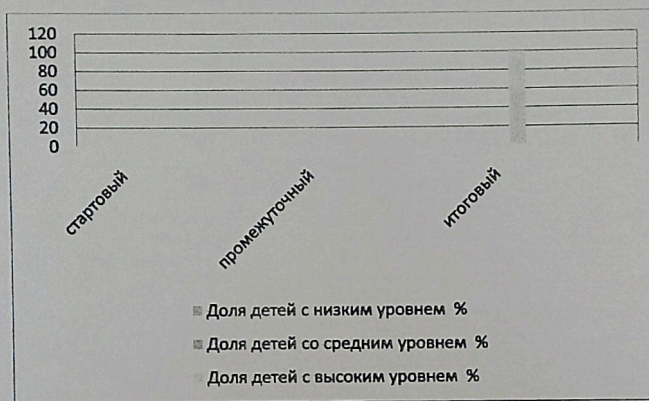 120
100
80
60
40
20
0
стартовый
промежуточный
итоговый
Доля детей с низким уровнем %
Доля детей со средним уровнем %
Доля детей с высоким уровнем %